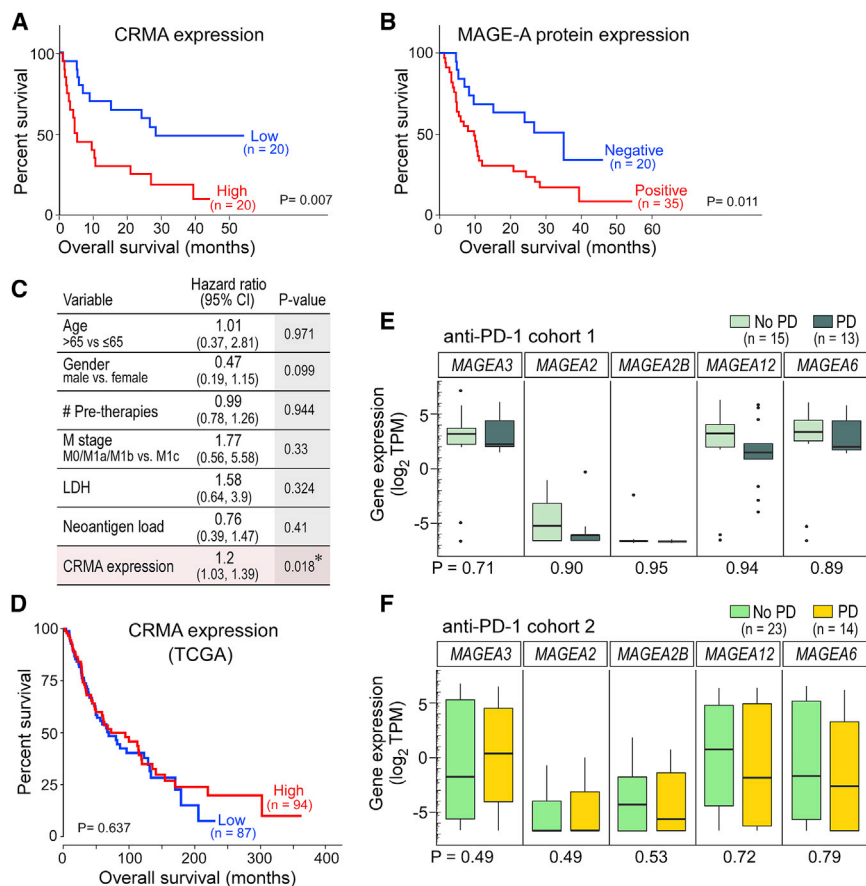 A
CRMA expression
Percent survival
100
50
0
0 10 20 30 40 50
Overall survival (months)
Low
(n = 20)
High
(n = 20)
P= 0.007
B
MAGE-A protein expression
Percent survival
100
50
0
0 10 20 30 40 50 60
Overall survival (months)
Negative
(n = 20)
Positive
(n = 35)
P= 0.011
C
Variable Hazard ratio (95% CI) P-value
Age >65 vs ≤65 1.01 (0.37, 2.81) 0.971
Gender male vs. female 0.47 (0.19, 1.15) 0.099
# Pre-therapies 0.99 (0.78, 1.26) 0.944
M stage M0/M1a/M1b vs. M1c 1.77 (0.56, 5.58) 0.33
LDH 1.58 (0.64, 3.9) 0.324
Neoantigen load 0.76 (0.39, 1.47) 0.41
CRMA expression 1.2 (1.03, 1.39) 0.018*
D
CRMA expression
(TCGA)
Percent survival
100
75
50
25
0
0 100 200 300 400
Overall survival (months)
High
(n = 94)
Low
(n = 87)
P= 0.637
E
anti-PD-1 cohort 1
No PD
(n = 15)
PD
(n = 13)
MAGEA3 MAGEA2 MAGEA2B MAGEA12 MAGEA6
Gene expression
(log2 TPM)
5
0
-5
P = 0.71 0.90 0.95 0.94 0.89
F
anti-PD-1 cohort 2
No PD
(n = 23)
PD
(n = 14)
MAGEA3 MAGEA2 MAGEA2B MAGEA12 MAGEA6
Gene expression
(log2 TPM)
5
0
-5
P = 0.49 0.49 0.53 0.72 0.79